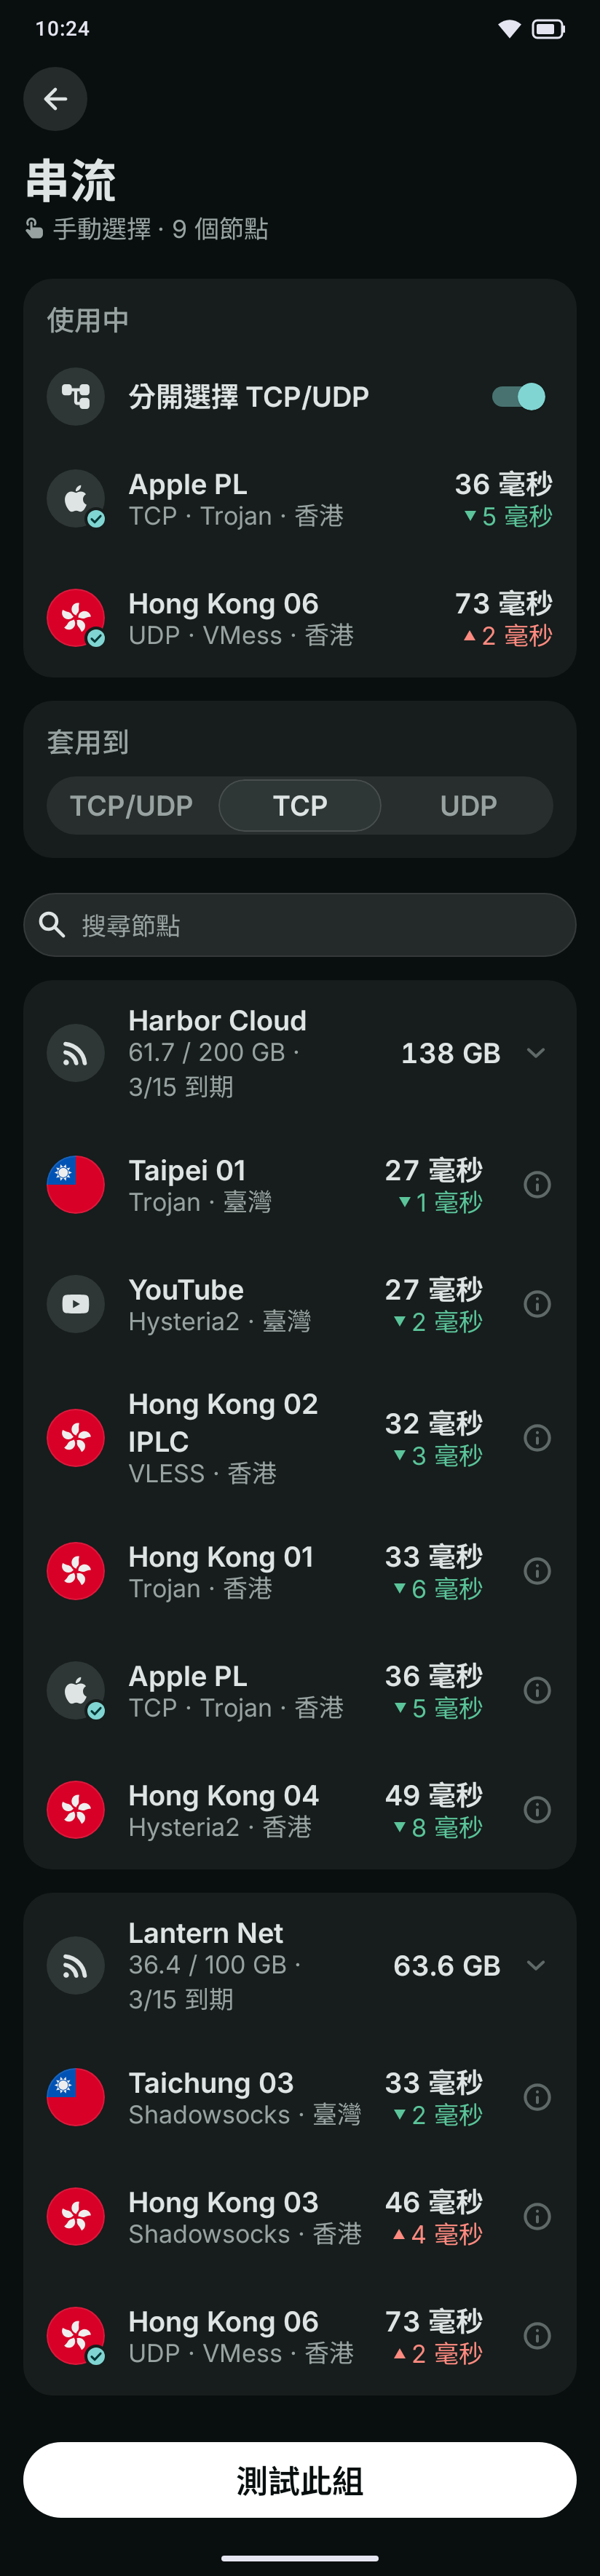 10:24
串流
手動選擇 · 9 個節點
使用中
分開選擇 TCP/UDP
Apple PL
36 毫秒
TCP · Trojan · 香港
▼5 毫秒
Hong Kong 06
73 毫秒
UDP · VMess · 香港
▲2 毫秒
套用到
TCP/UDP
TCP
UDP
搜尋節點
Harbor Cloud
61.7 / 200 GB ·
3/15 到期
138 GB
Taipei 01
27 毫秒
Trojan · 臺灣
▼1 毫秒
YouTube
27 毫秒
Hysteria2 · 臺灣
▼2 毫秒
Hong Kong 02
IPLC
32 毫秒
VLESS · 香港
▼3 毫秒
Hong Kong 01
33 毫秒
Trojan · 香港
▼6 毫秒
Apple PL
36 毫秒
TCP · Trojan · 香港
▼5 毫秒
Hong Kong 04
49 毫秒
Hysteria2 · 香港
▼8 毫秒
Lantern Net
36.4 / 100 GB ·
3/15 到期
63.6 GB
Taichung 03
33 毫秒
Shadowsocks · 臺灣
▼2 毫秒
Hong Kong 03
46 毫秒
Shadowsocks · 香港
▲4 毫秒
Hong Kong 06
73 毫秒
UDP · VMess · 香港
▲2 毫秒
測試此組